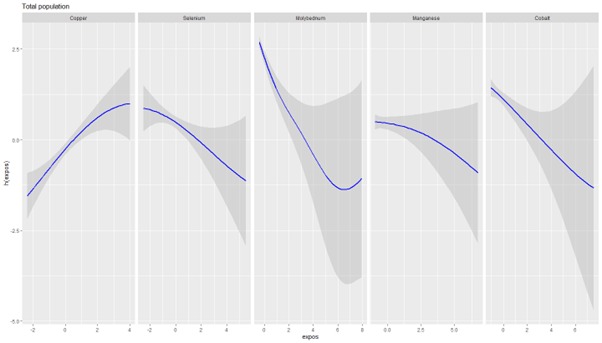 Total population
Copper Selenium Molybednum Manganese Cobalt
2.5
0.0
-2.5
-5.0
h(expos)
-2 0 2 4 -2 0 2 4 0 2 4 6 8 0.0 2.5 5.0 0 2 4 6
expos